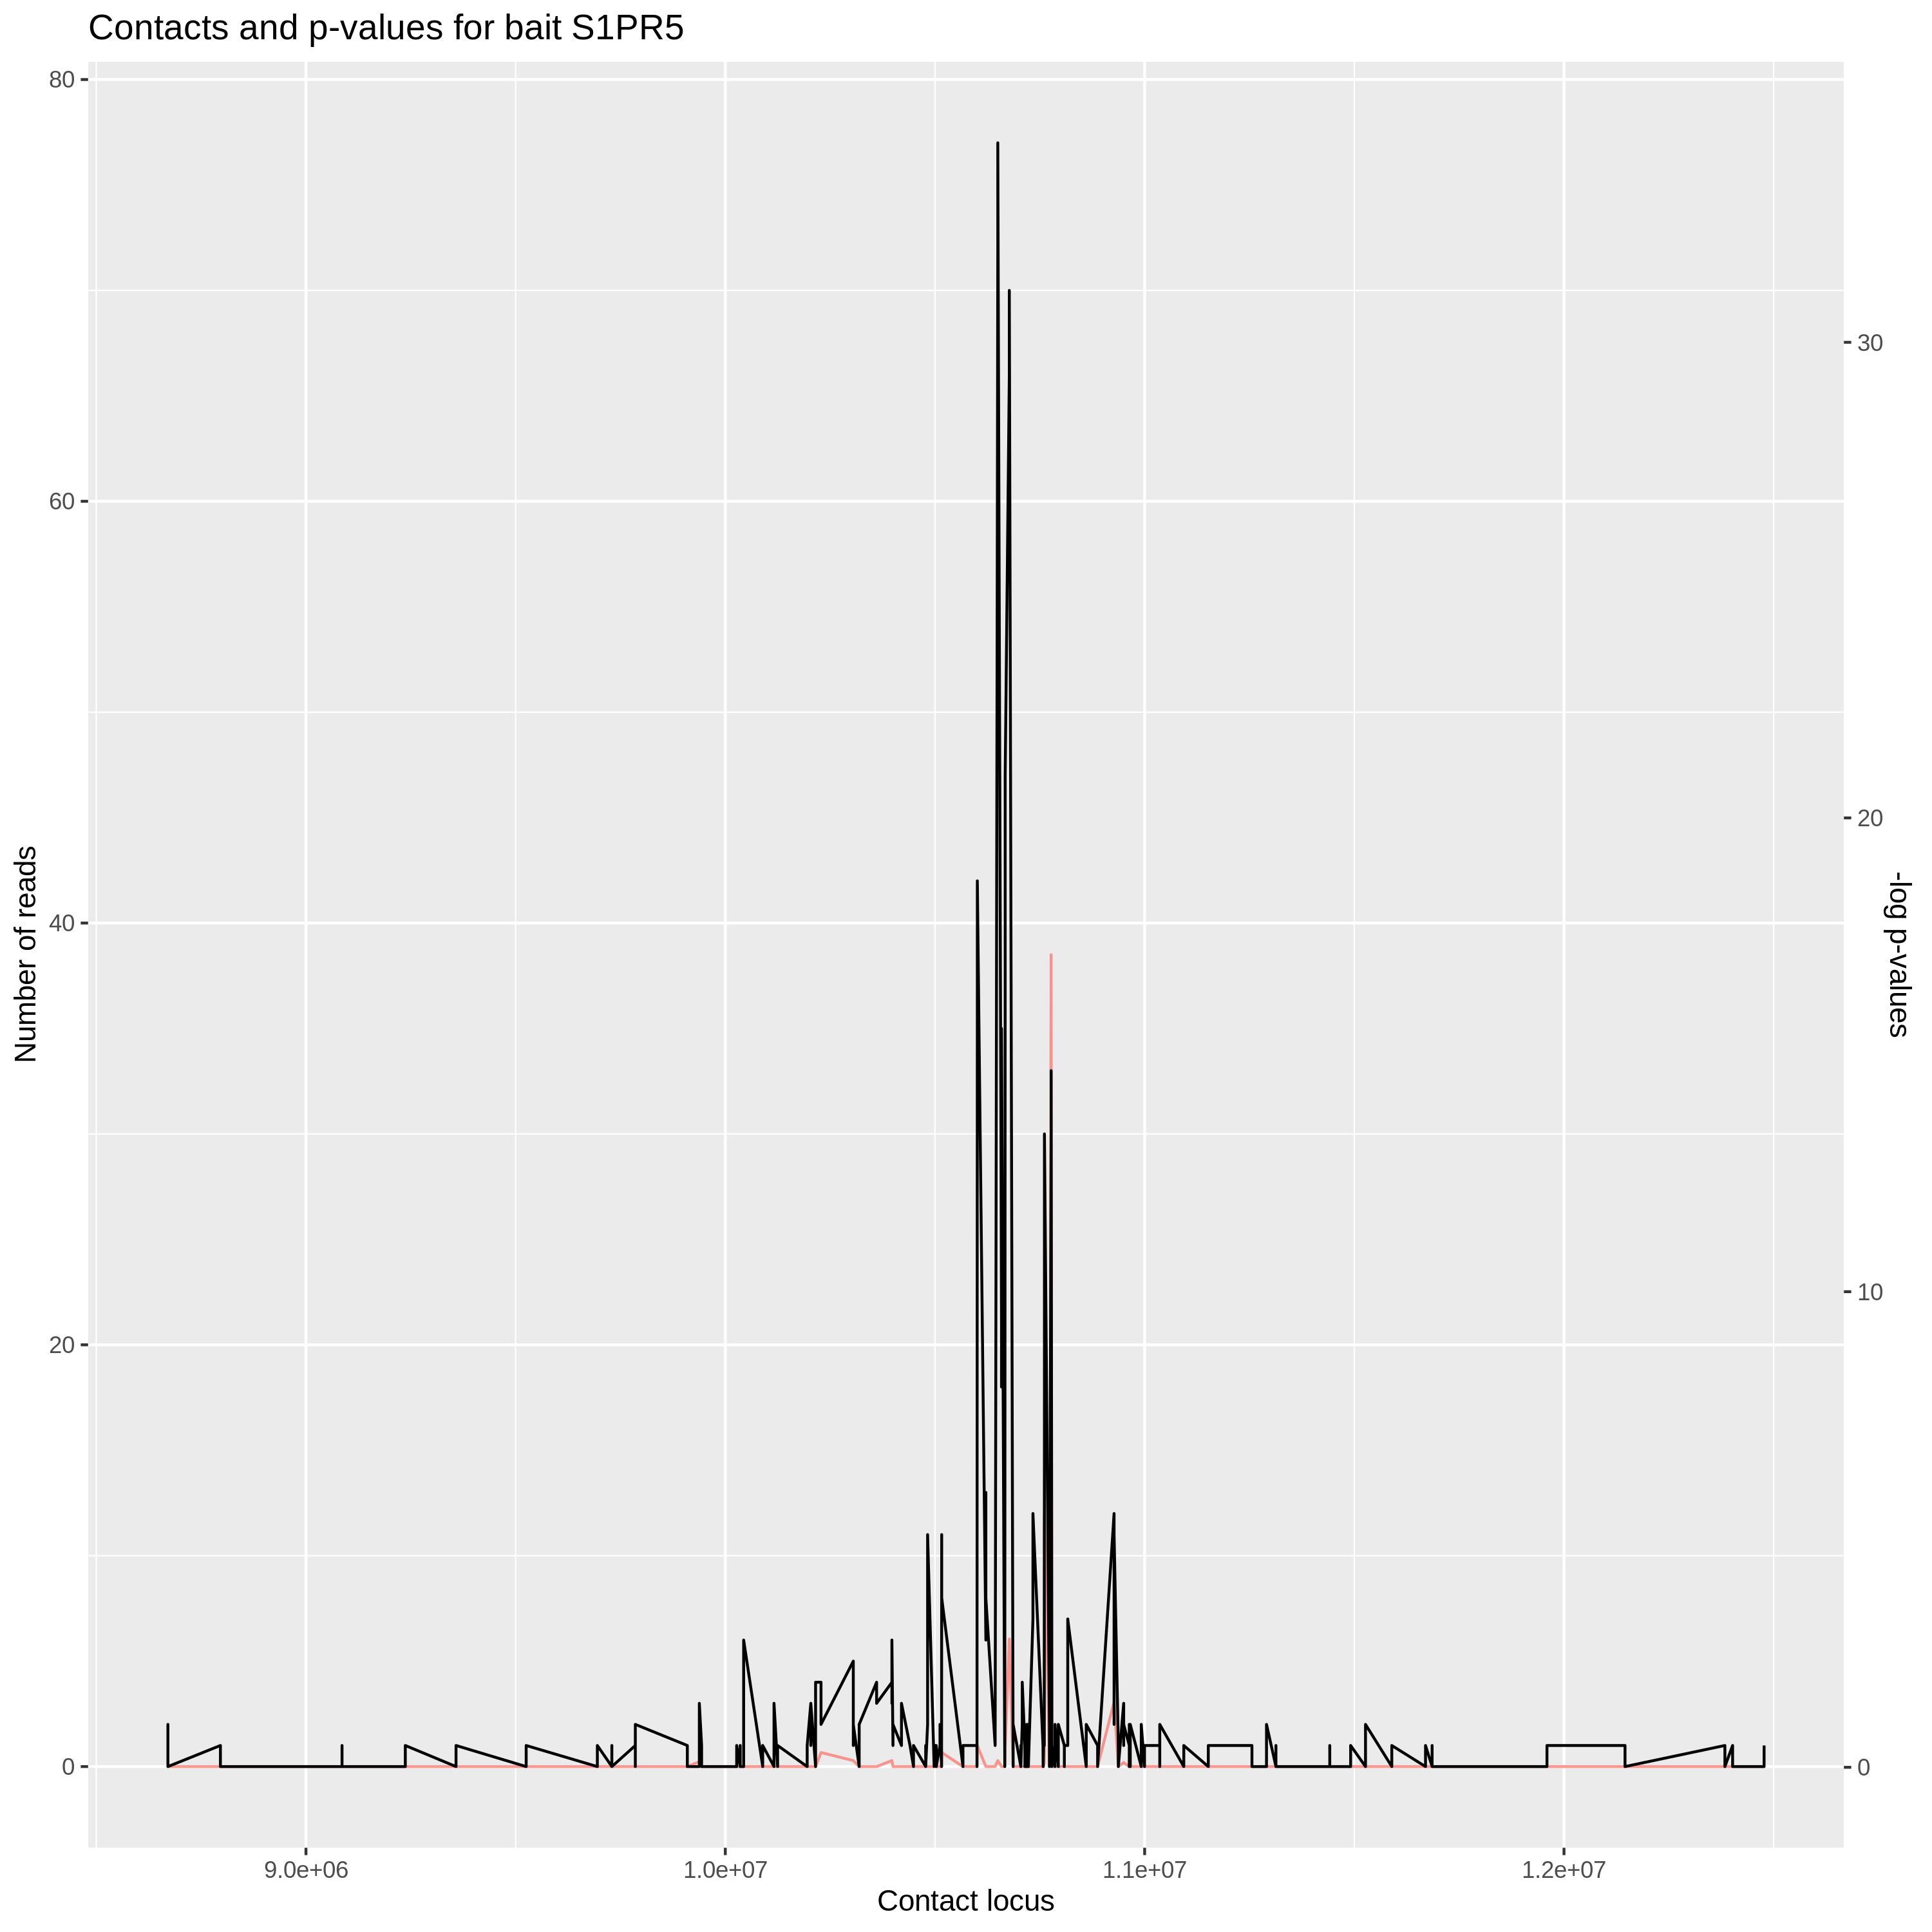 Contacts and p-values for bait S1PR5
80
60
40
20
0
Number of reads
30
20
10
0
-log p-values
9.0e+06 1.0e+07 1.1e+07 1.2e+07
Contact locus